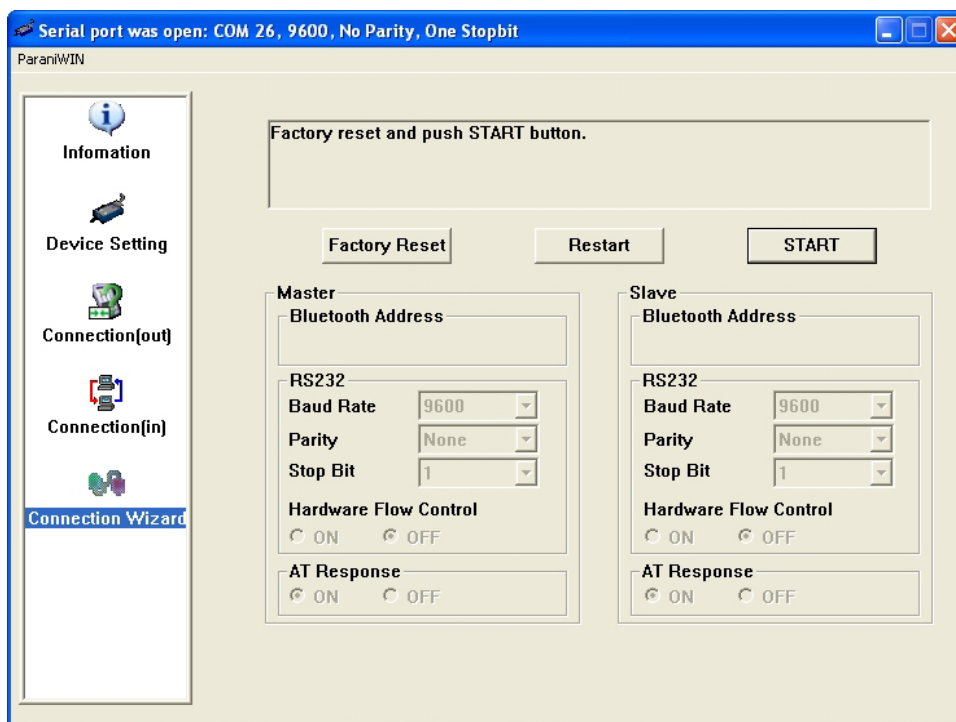 Serial port was open: COM 26, 9600, No Parity, One Stopbit
ParaniWIN
Infomation
Device Setting
Connection(out)
Connection(in)
Connection Wizard
Factory reset and push START button.
Factory Reset
Restart
START
Master
Bluetooth Address
RS232
Baud Rate 9600
Parity None
Stop Bit 1
Hardware Flow Control
ON OFF
AT Response
ON OFF
Slave
Bluetooth Address
RS232
Baud Rate 9600
Parity None
Stop Bit 1
Hardware Flow Control
ON OFF
AT Response
ON OFF